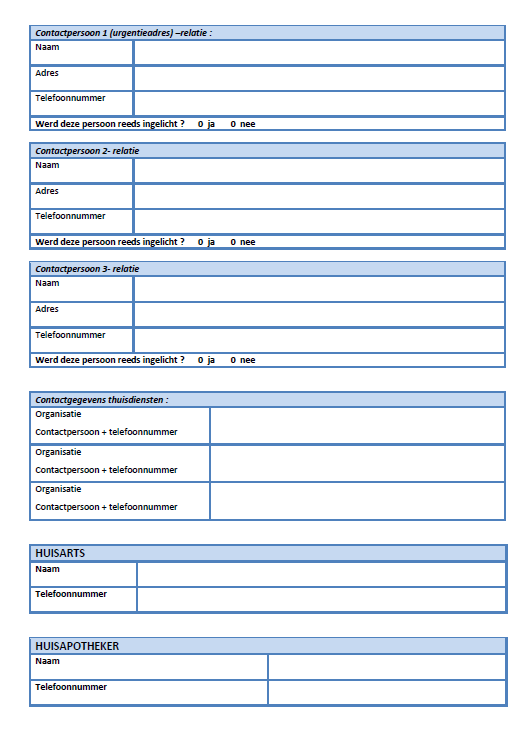 Contactpersoon 1 (urgentieadres) –relatie :
Naam
Adres
Telefoonnummer
Werd deze persoon reeds ingelicht ? 0 ja 0 nee
Contactpersoon 2- relatie
Naam
Adres
Telefoonnummer
Werd deze persoon reeds ingelicht ? 0 ja 0 nee
Contactpersoon 3- relatie
Naam
Adres
Telefoonnummer
Werd deze persoon reeds ingelicht ? 0 ja 0 nee
Contactgegevens thuisdiensten :
Organisatie
Contactpersoon + telefoonnummer
Organisatie
Contactpersoon + telefoonnummer
Organisatie
Contactpersoon + telefoonnummer
HUISARTS
Naam
Telefoonnummer
HUISAPOTHEKER
Naam
Telefoonnummer